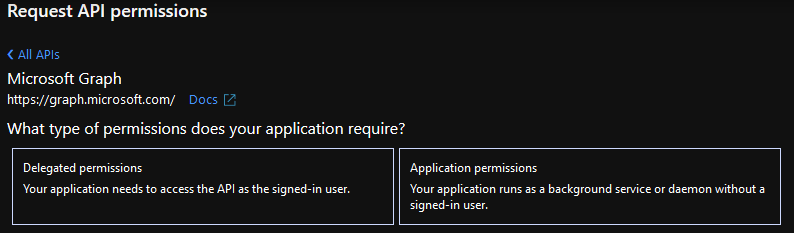 Request API permissions
All APIs
Microsoft Graph
https://graph.microsoft.com/ Docs
What type of permissions does your application require?
Delegated permissions
Your application needs to access the API as the signed-in user.
Application permissions
Your application runs as a background service or daemon without a
signed-in user.